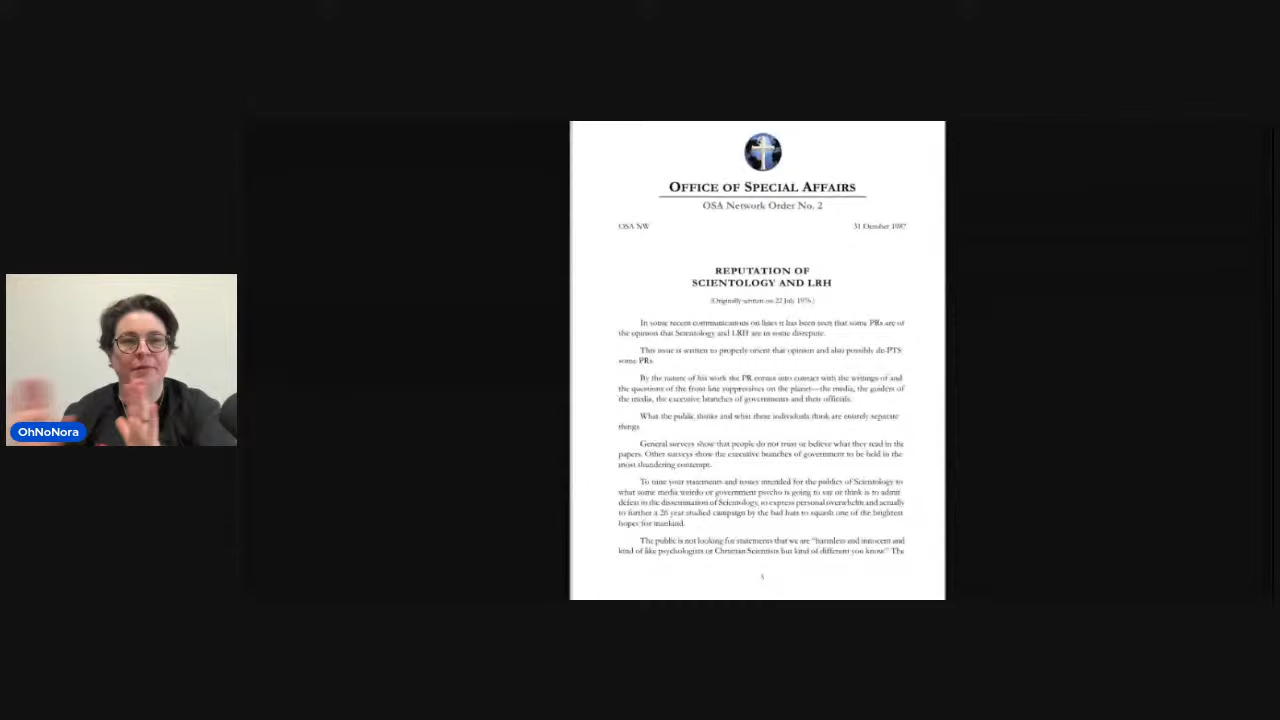 OFFICE OF SPECIAL AFFAIRS
OSA Network Order No. 2
OSA NW
31 October 1987
REPUTATION OF
SCIENTOLOGY AND LRH
(Originally written on 22 July 1976.)
In some recent communications on lines it has been seen that some PRs are of
the opinion that Scientology and LRH are in some disrepute.
This issue is written to properly orient that opinion and also possibly de-PTS
some PRs.
By the nature of his work the PR comes into contact with the writings of and
the questions of the front line suppressives on the planet—the media, the guiders of
the media, the executive branches of governments and their officials.
What the public thinks and what these individuals think are entirely separate
things.
General surveys show that people do not trust or believe what they read in the
papers. Other surveys show the executive branches of government to be held in the
most thundering contempt.
To tune your statements and issues intended for the publics of Scientology to
what some media weirdo or government psycho is going to say or think is to admit
defeat in the dissemination of Scientology, to express personal overwhelm and actually
to further a 26 year studied campaign by the bad hats to squash one of the brightest
hopes for mankind.
The public is not looking for statements that we are "harmless and innocent and
kind of like psychologists or Christian Scientists but kind of different you know." The
OhNoNora